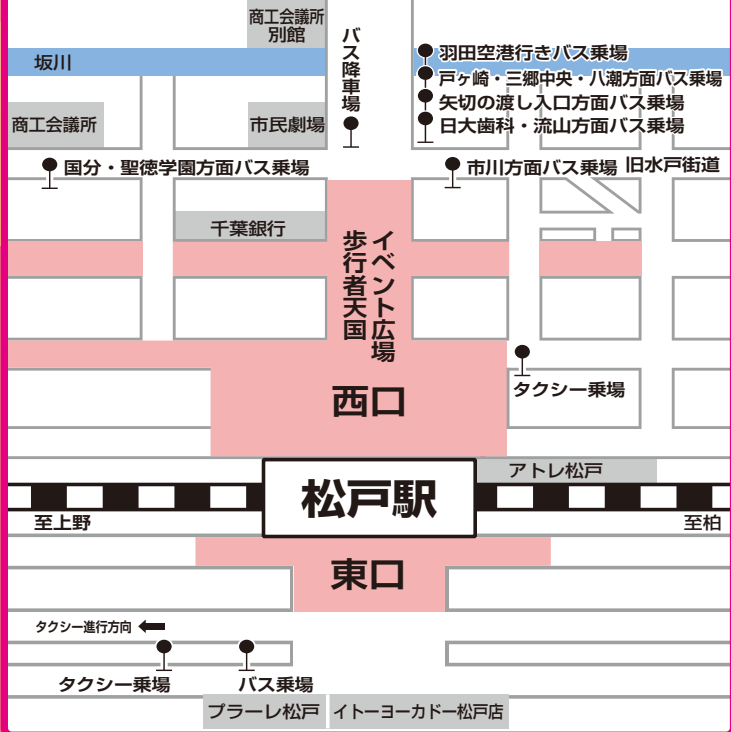 商工会議所
別館
バス降車場
羽田空港行きバス乗場
坂川
戸ヶ崎・三郷中央・八潮方面バス乗場
矢切の渡し入口方面バス乗場
商工会議所
市民劇場
日大歯科・流山方面バス乗場
国分・聖徳学園方面バス乗場
市川方面バス乗場
旧水戸街道
千葉銀行
イベント広場
歩行者天国
西口
タクシー乗場
アトレ松戸
松戸駅
至上野
至柏
東口
タクシー進行方向
タクシー乗場
バス乗場
プラーレ松戸
イトーヨーカドー松戸店